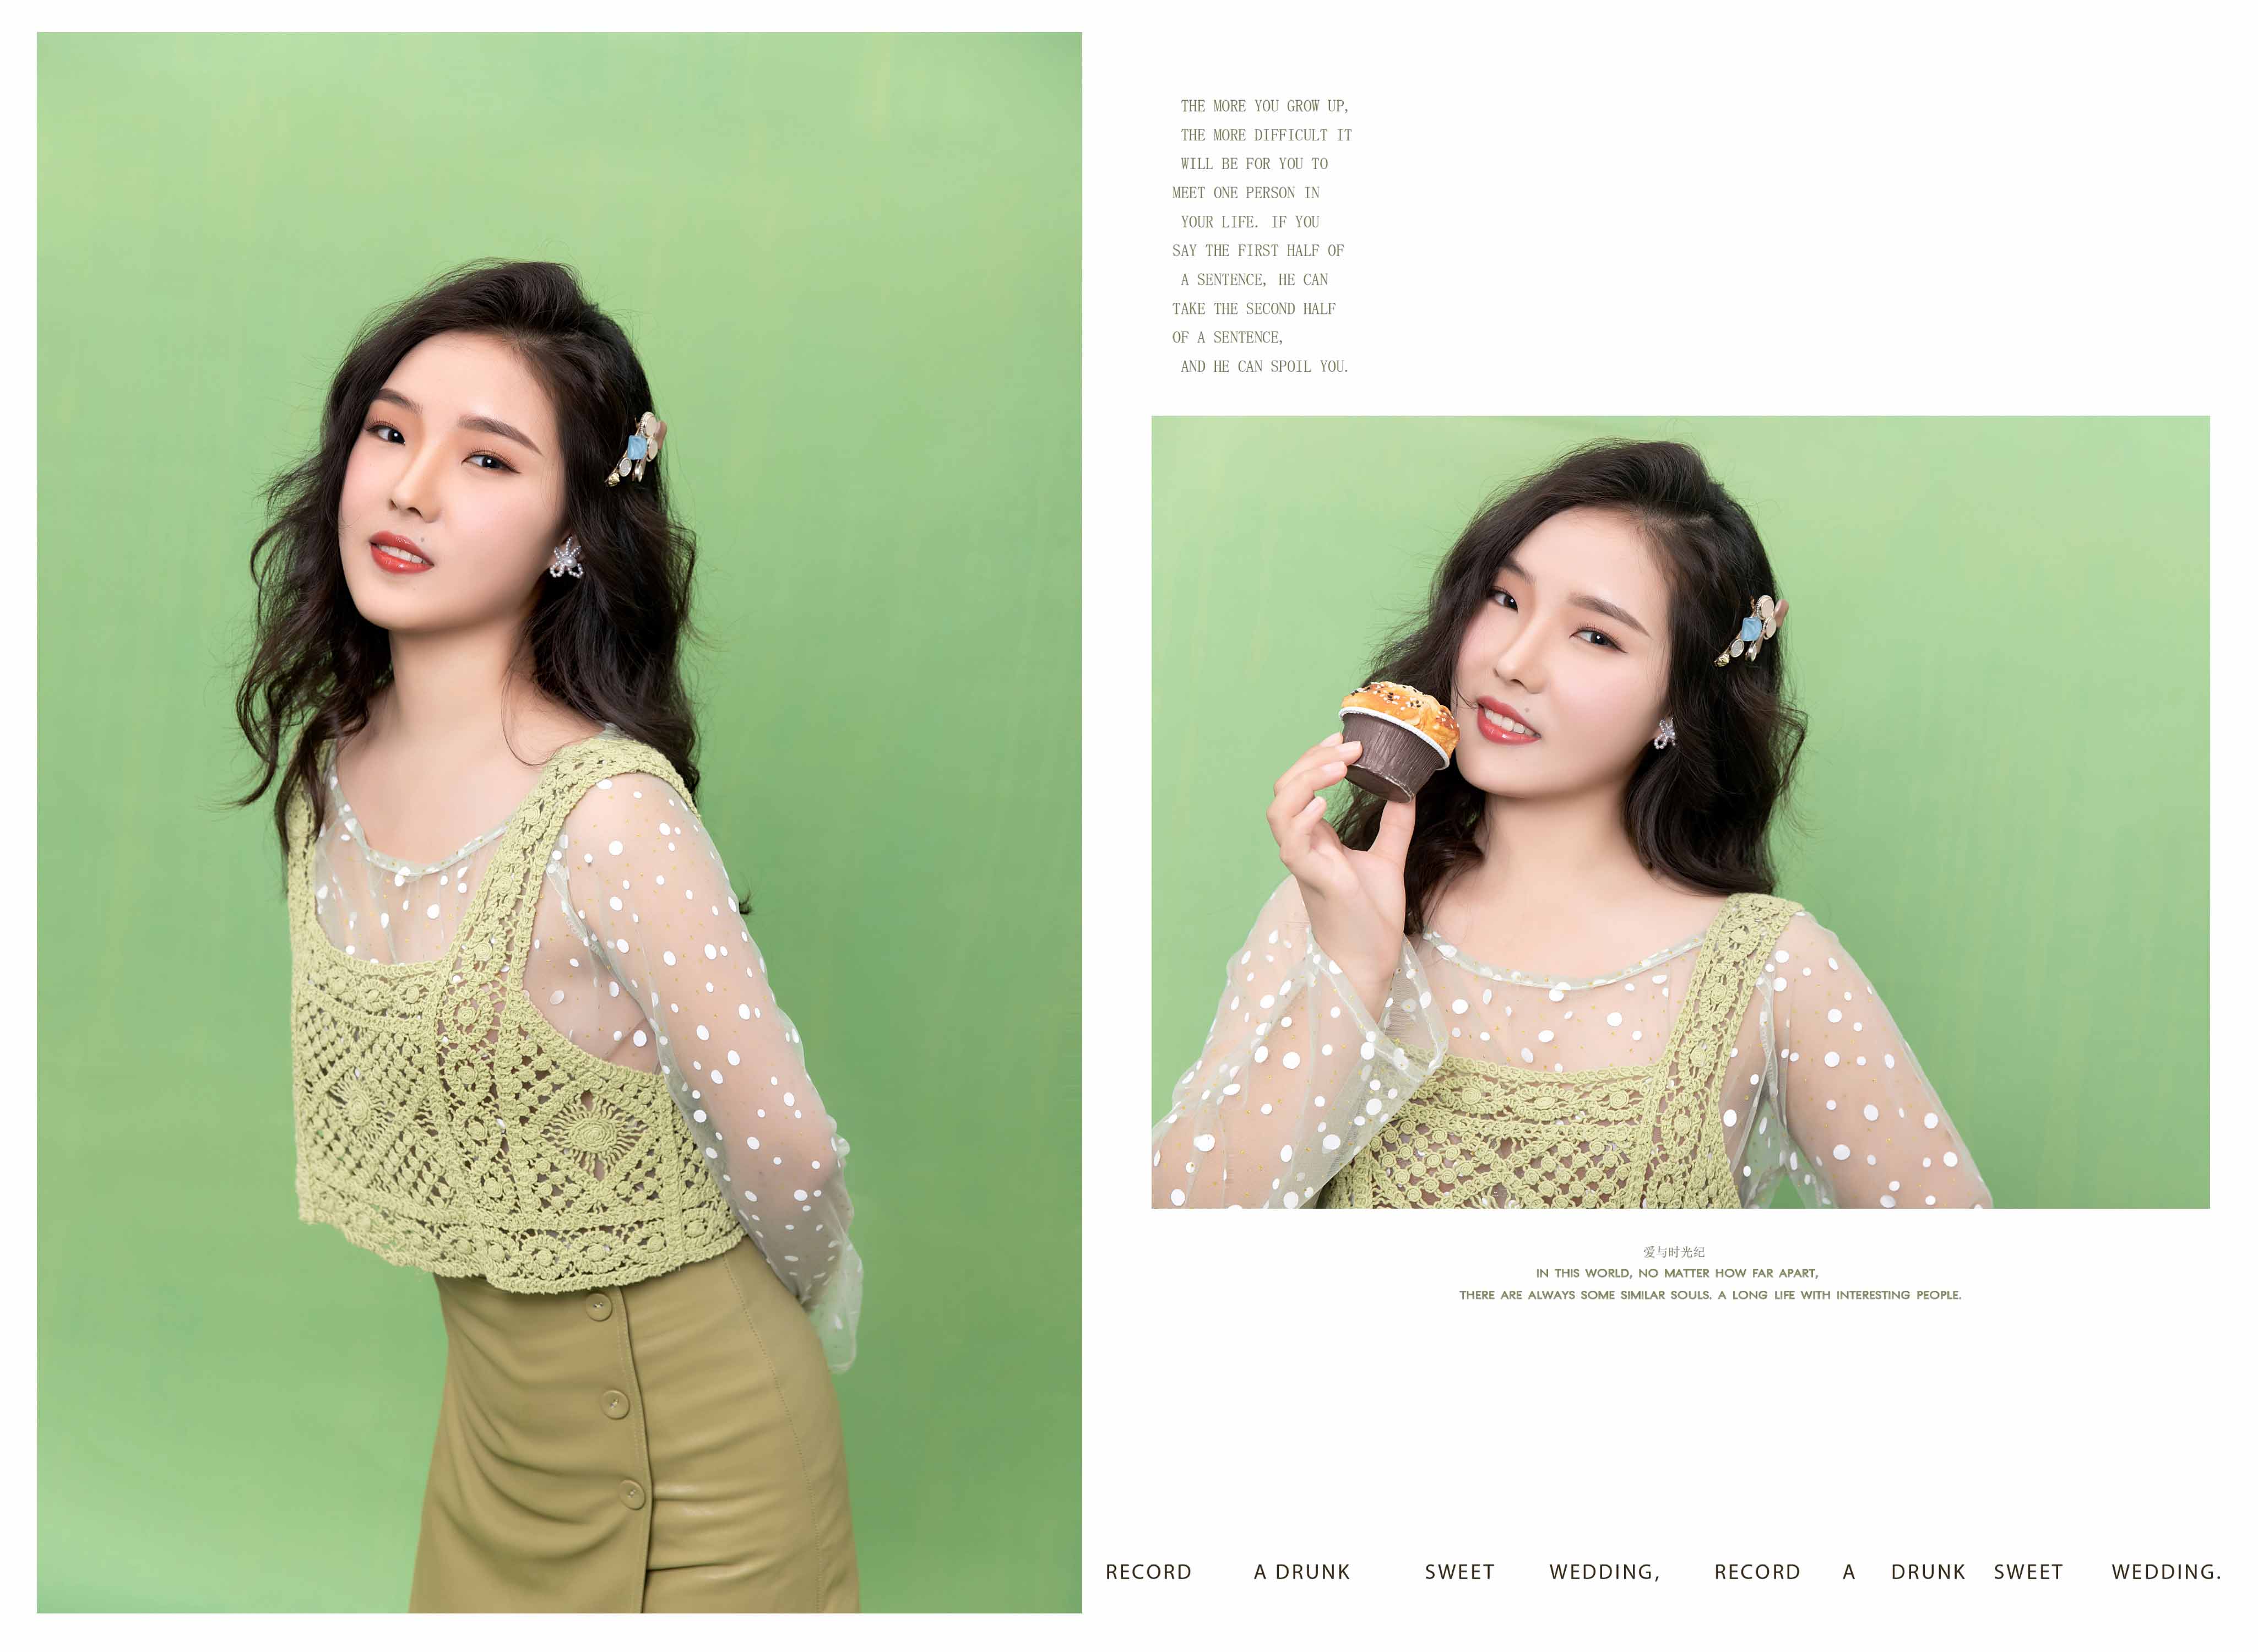 THE MORE YOU GROW UP,
THE MORE DIFFICULT IT
WILL BE FOR YOU TO
MEET ONE PERSON IN
YOUR LIFE. IF YOU
SAY THE FIRST HALF OF
A SENTENCE, HE CAN
TAKE THE SECOND HALF
OF A SENTENCE,
AND HE CAN SPOIL YOU.
爱与时光纪
IN THIS WORLD, NO MATTER HOW FAR APART,
THERE ARE ALWAYS SOME SIMILAR SOULS. A LONG LIFE WITH INTERESTING PEOPLE.
RECORD A DRUNK SWEET WEDDING, RECORD A DRUNK SWEET WEDDING.